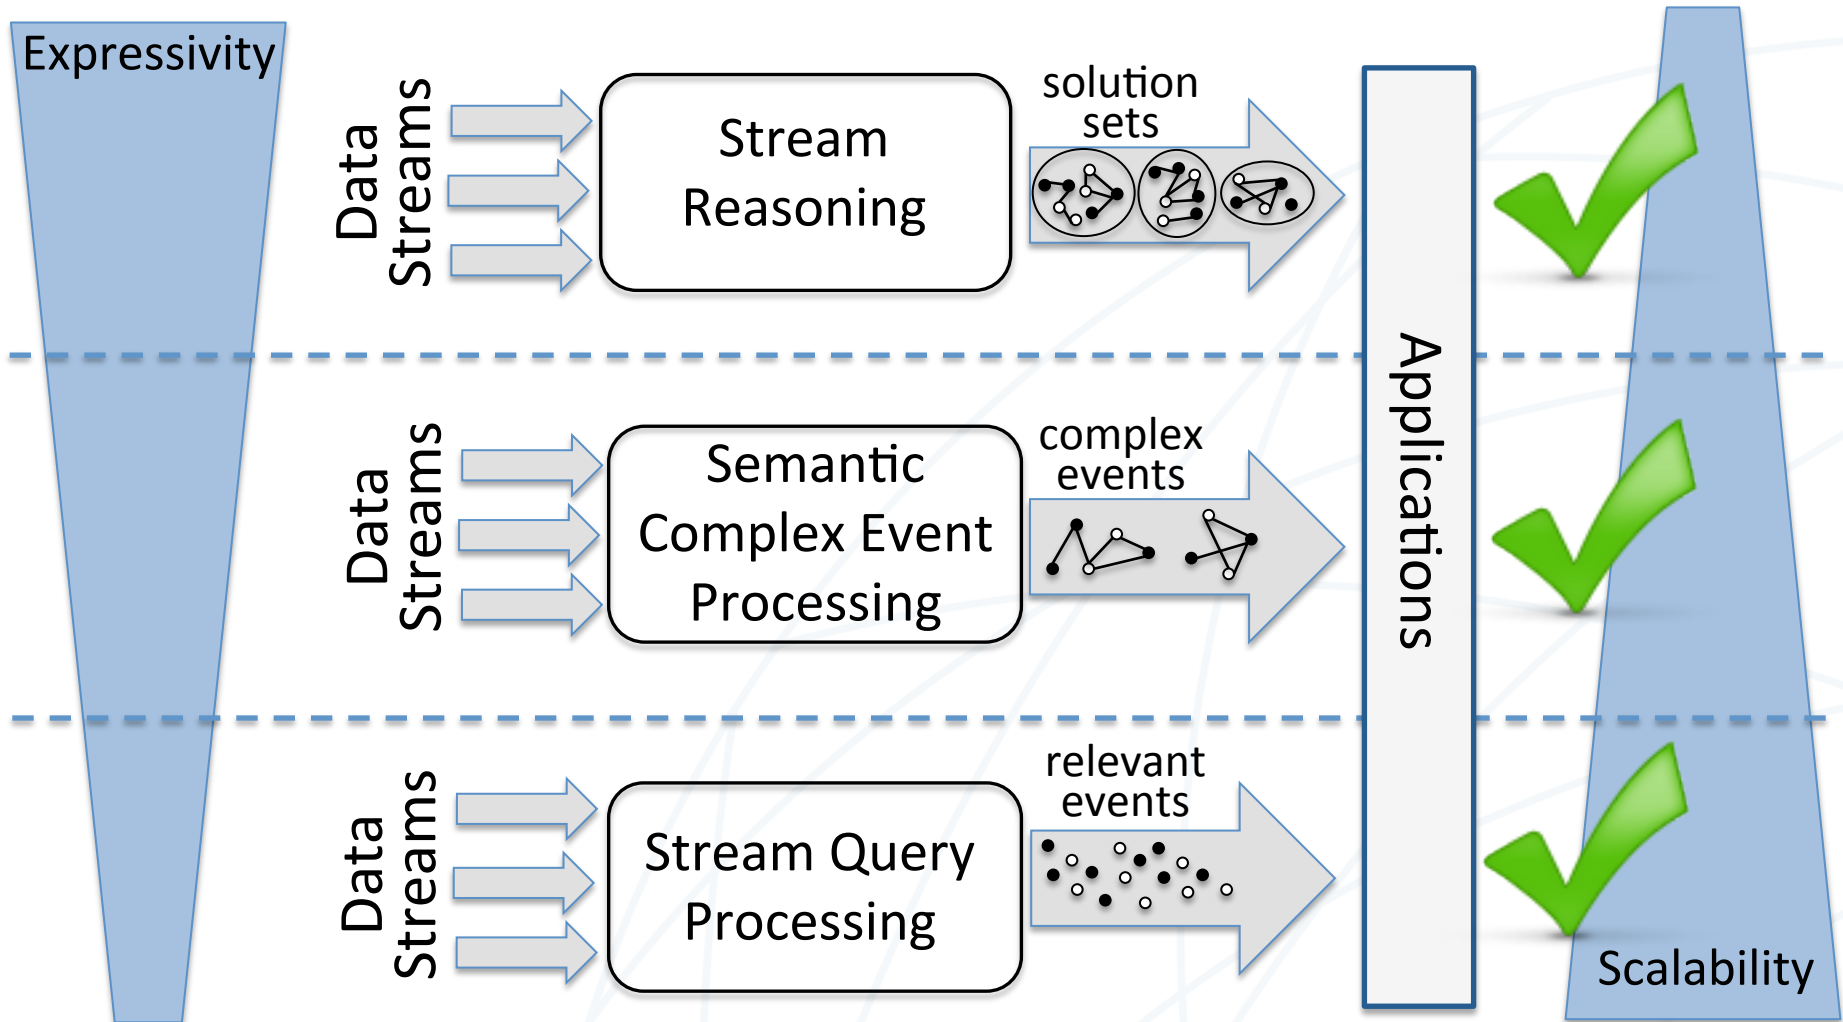 Expressivity
Data
Streams
Stream
Reasoning
solution
sets
Data
Streams
Semantic
Complex Event
Processing
complex
events
Data
Streams
Stream Query
Processing
relevant
events
Applications
Scalability